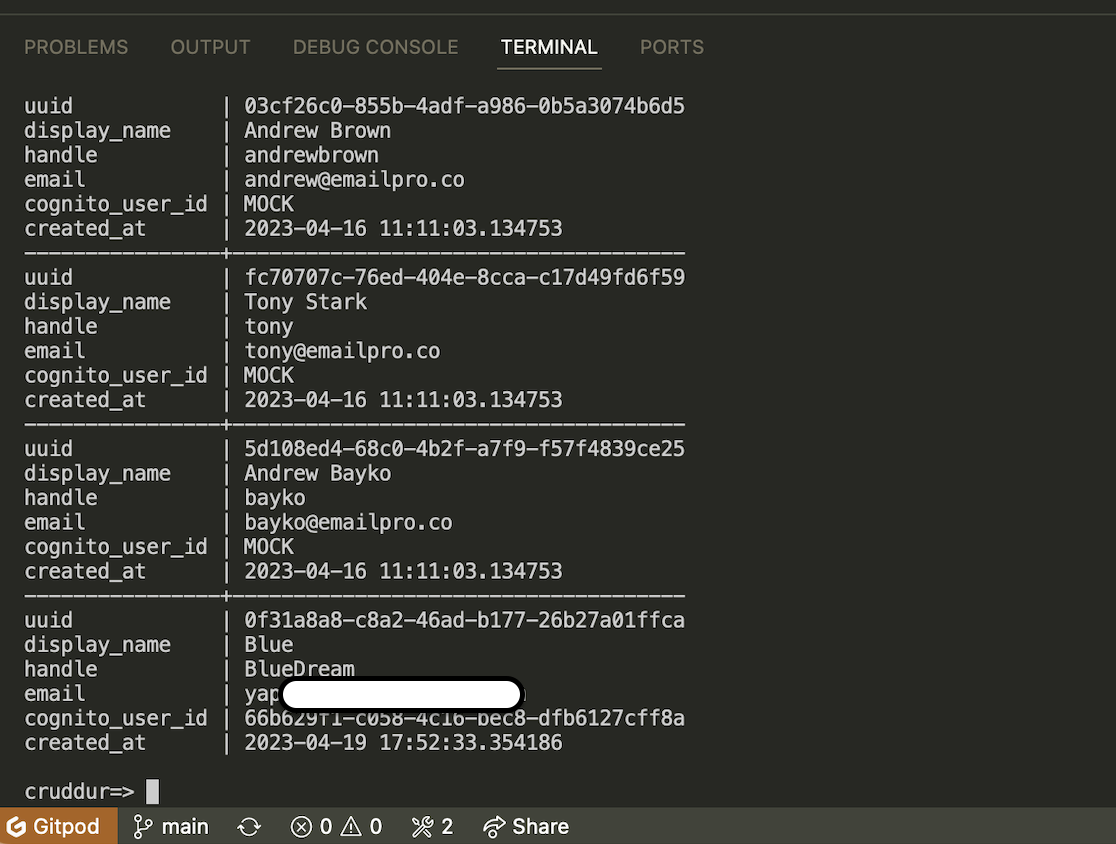 PROBLEMS OUTPUT DEBUG CONSOLE TERMINAL PORTS
uuid | 03cf26c0-855b-4adf-a986-0b5a3074b6d5
display_name | Andrew Brown
handle | andrewbrown
email | andrew@emailpro.co
cognito_user_id | MOCK
created_at | 2023-04-16 11:11:03.134753
----------------+-------------------------------------
uuid | fc70707c-76ed-404e-8cca-c17d49fd6f59
display_name | Tony Stark
handle | tony
email | tony@emailpro.co
cognito_user_id | MOCK
created_at | 2023-04-16 11:11:03.134753
----------------+-------------------------------------
uuid | 5d108ed4-68c0-4b2f-a7f9-f57f4839ce25
display_name | Andrew Bayko
handle | bayko
email | bayko@emailpro.co
cognito_user_id | MOCK
created_at | 2023-04-16 11:11:03.134753
----------------+-------------------------------------
uuid | 0f31a8a8-c8a2-46ad-b177-26b27a01ffca
display_name | Blue
handle | BlueDream
email | yap
cognito_user_id | 66b629f1-c058-4c16-bec8-dfb6127cff8a
created_at | 2023-04-19 17:52:33.354186
cruddur=>
Gitpod main 0 0 2 Share